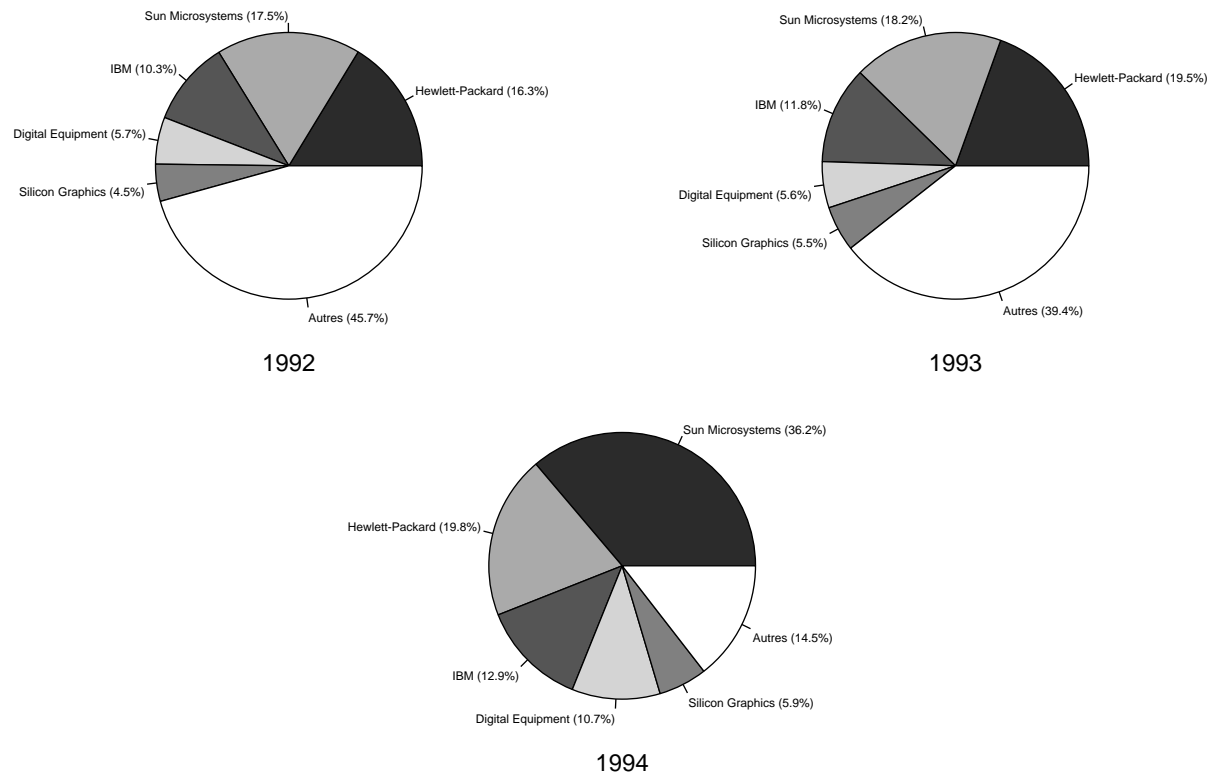 Sun Microsystems (17.5%)
IBM (10.3%)
Hewlett-Packard (16.3%)
Digital Equipment (5.7%)
Silicon Graphics (4.5%)
Autres (45.7%)
1992
Sun Microsystems (18.2%)
Hewlett-Packard (19.5%)
IBM (11.8%)
Digital Equipment (5.6%)
Silicon Graphics (5.5%)
Autres (39.4%)
1993
Sun Microsystems (36.2%)
Hewlett-Packard (19.8%)
Autres (14.5%)
IBM (12.9%)
Silicon Graphics (5.9%)
Digital Equipment (10.7%)
1994